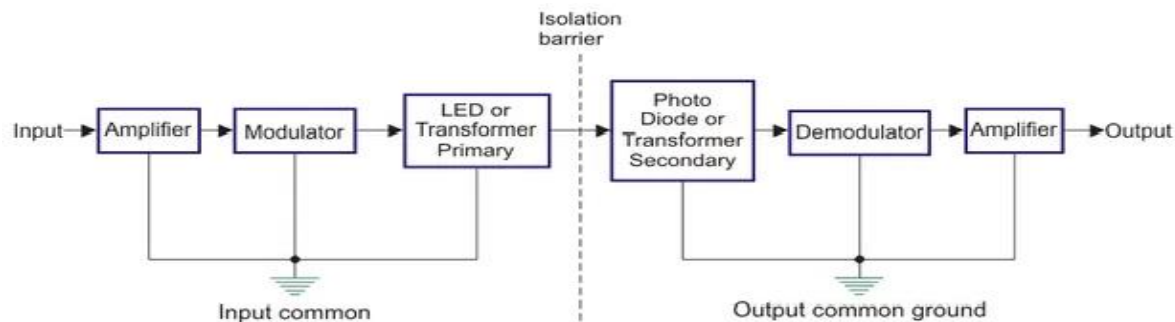 Isolation
barrier
Input
Amplifier
Modulator
LED or
Transformer
Primary
Photo
Diode or
Transformer
Secondary
Demodulator
Amplifier
Output
Input common
Output common ground